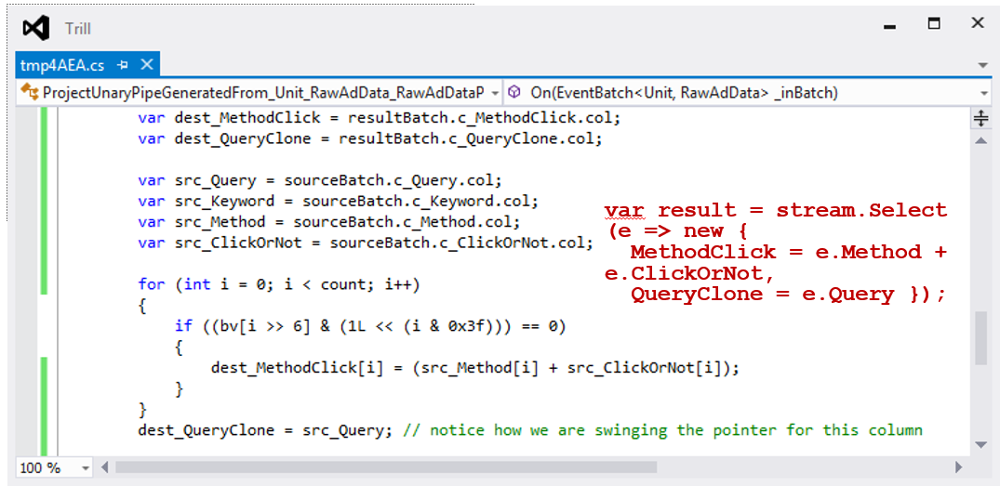 Trill
tmp4AEA.cs
ProjectUnaryPipeGeneratedFrom_Unit_RawAdData_RawAdDataP
On(EventBatch<Unit, RawAdData> _inBatch)
var dest_MethodClick = resultBatch.c_MethodClick.col;
var dest_QueryClone = resultBatch.c_QueryClone.col;
var src_Query = sourceBatch.c_Query.col;
var src_Keyword = sourceBatch.c_Keyword.col;
var src_Method = sourceBatch.c_Method.col;
var src_ClickOrNot = sourceBatch.c_ClickOrNot.col;
for (int i = 0; i < count; i++)
{
if ((bv[i >> 6] & (1L << (i & 0x3f))) == 0)
{
dest_MethodClick[i] = (src_Method[i] + src_ClickOrNot[i]);
}
}
dest_QueryClone = src_Query; // notice how we are swinging the pointer for this column
var result = stream.Select
(e => new {
MethodClick = e.Method +
e.ClickOrNot,
QueryClone = e.Query });
100 %